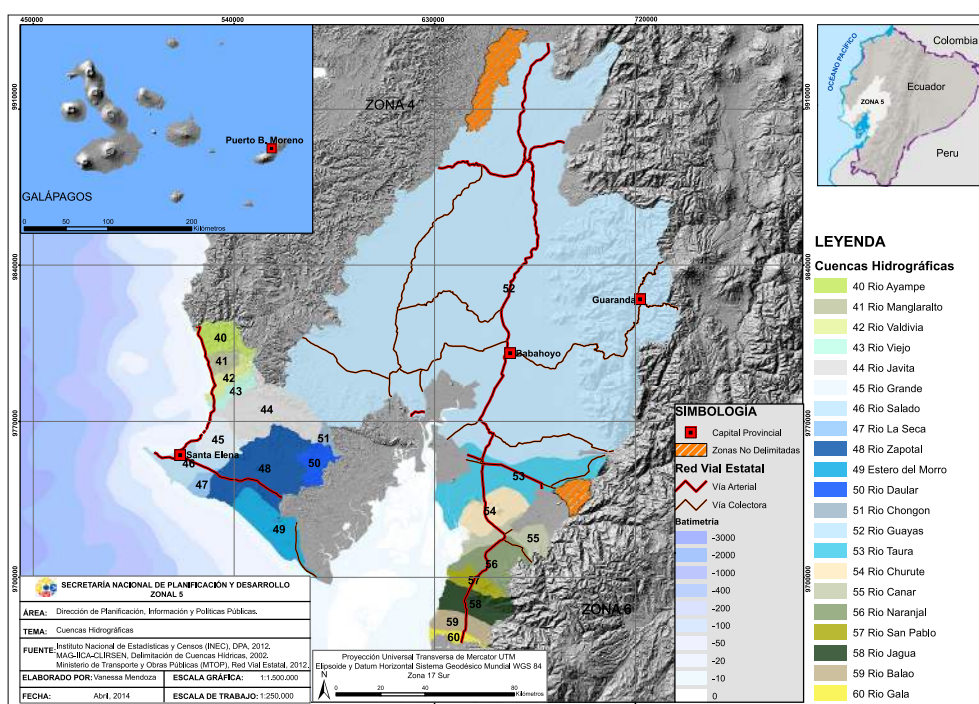 450000
540000
630000
720000
9910000
9840000
9770000
9700000
9910000
9840000
9770000
9700000
Puerto B. Moreno
GALÁPAGOS
0 50 100 200
Kilómetros
ZONA 4
ZONA 6
OCÉANO PACÍFICO
Colombia
ZONA 5
Ecuador
Peru
52
Guaranda
Babahoyo
40
41
42
43
44
45
51
Santa Elena
46
47
48
50
49
53
54
55
56
57
58
59
60
LEYENDA
Cuencas Hidrográficas
40 Rio Ayampe
41 Rio Manglaralto
42 Rio Valdivia
43 Rio Viejo
44 Rio Javita
45 Rio Grande
46 Rio Salado
47 Rio La Seca
48 Rio Zapotal
49 Estero del Morro
50 Rio Daular
51 Rio Chongon
52 Rio Guayas
53 Rio Taura
54 Rio Churute
55 Rio Canar
56 Rio Naranjal
57 Rio San Pablo
58 Rio Jagua
59 Rio Balao
60 Rio Gala
SIMBOLOGÍA
Capital Provincial
Zonas No Delimitadas
Red Vial Estatal
Vía Arterial
Vía Colectora
Batimetría
-3000
-2000
-1000
-400
-200
-100
-50
-20
-10
0
SECRETARÍA NACIONAL DE PLANIFICACIÓN Y DESARROLLO
ZONAL 5
ÁREA: Dirección de Planificación, Información y Políticas Públicas.
TEMA: Cuencas Hidrográficas
FUENTE: Instituto Nacional de Estadísticas y Censos (INEC), DPA, 2012.
MAG-IICA-CLIRSEN, Delimitación de Cuencas Hídricas, 2002.
Ministerio de Transporte y Obras Públicas (MTOP), Red Vial Estatal, 2012.
ELABORADO POR: Vanessa Mendoza ESCALA GRÁFICA: 1:1.500.000
FECHA: Abril, 2014 ESCALA DE TRABAJO: 1:250.000
Proyección Universal Transversa de Mercator UTM
Elipsoide y Datum Horizontal Sistema Geodésico Mundial WGS 84
Zona 17 Sur
N
0 20 40 80
Kilómetros
450000
540000
630000
720000